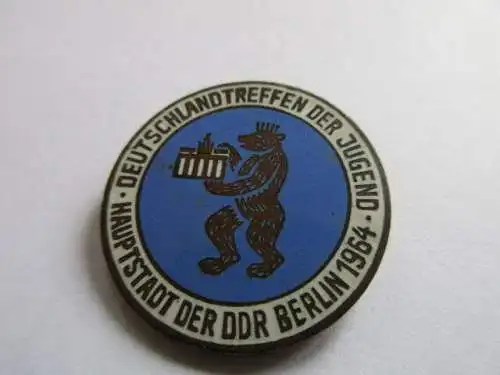 DEUTSCHLANDTREFFEN DER JUGEND ·
HAUPTSTADT DER DDR BERLIN 1964 ·